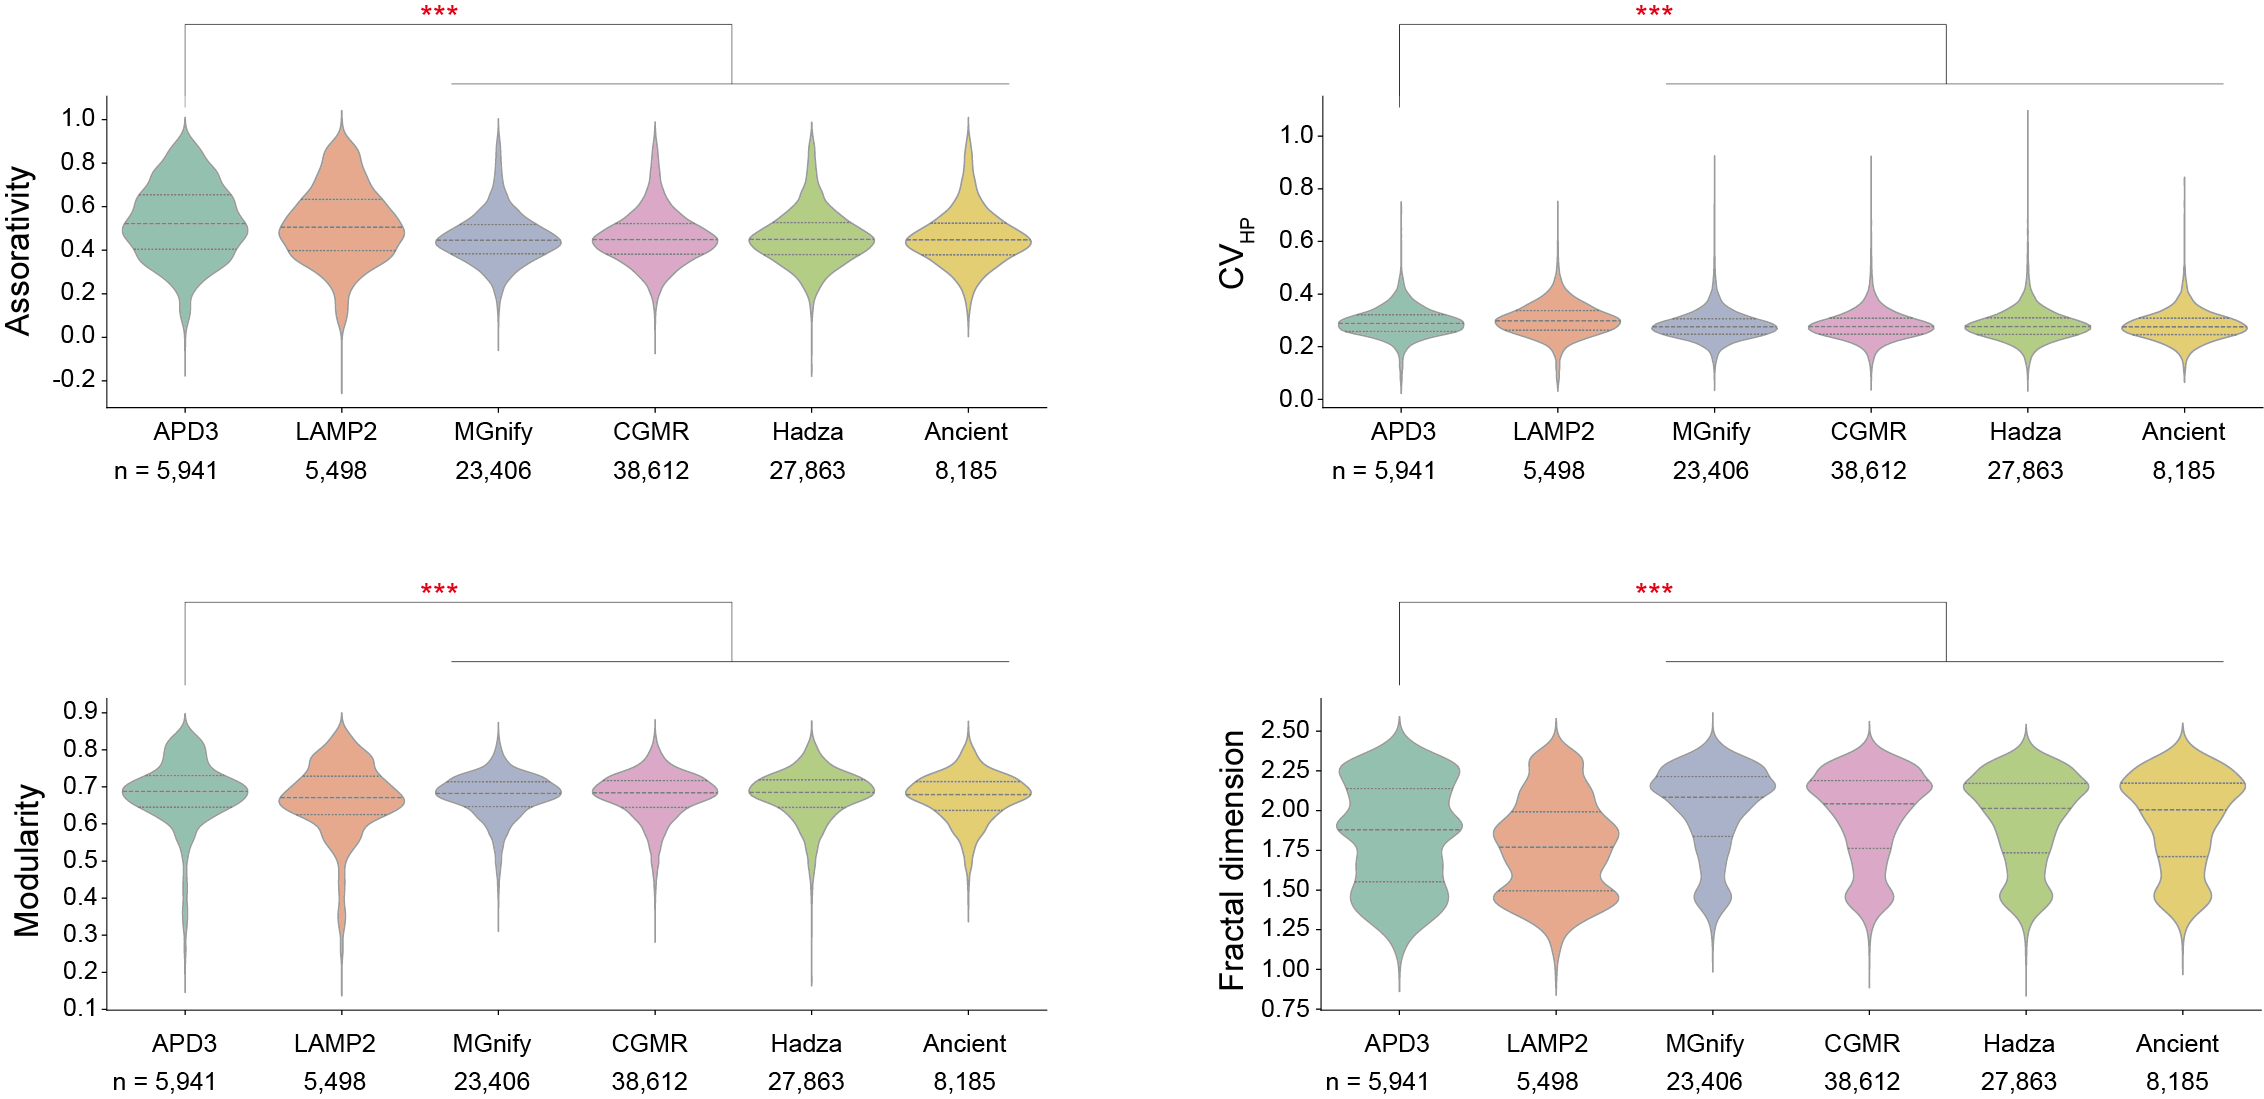 ***
Assorativity
1.0
0.8
0.6
0.4
0.2
0.0
-0.2
APD3 LAMP2 MGnify CGMR Hadza Ancient
n = 5,941 5,498 23,406 38,612 27,863 8,185
***
CVHP
1.0
0.8
0.6
0.4
0.2
0.0
APD3 LAMP2 MGnify CGMR Hadza Ancient
n = 5,941 5,498 23,406 38,612 27,863 8,185
***
Modularity
0.9
0.8
0.7
0.6
0.5
0.4
0.3
0.2
0.1
APD3 LAMP2 MGnify CGMR Hadza Ancient
n = 5,941 5,498 23,406 38,612 27,863 8,185
***
Fractal dimension
2.50
2.25
2.00
1.75
1.50
1.25
1.00
0.75
APD3 LAMP2 MGnify CGMR Hadza Ancient
n = 5,941 5,498 23,406 38,612 27,863 8,185